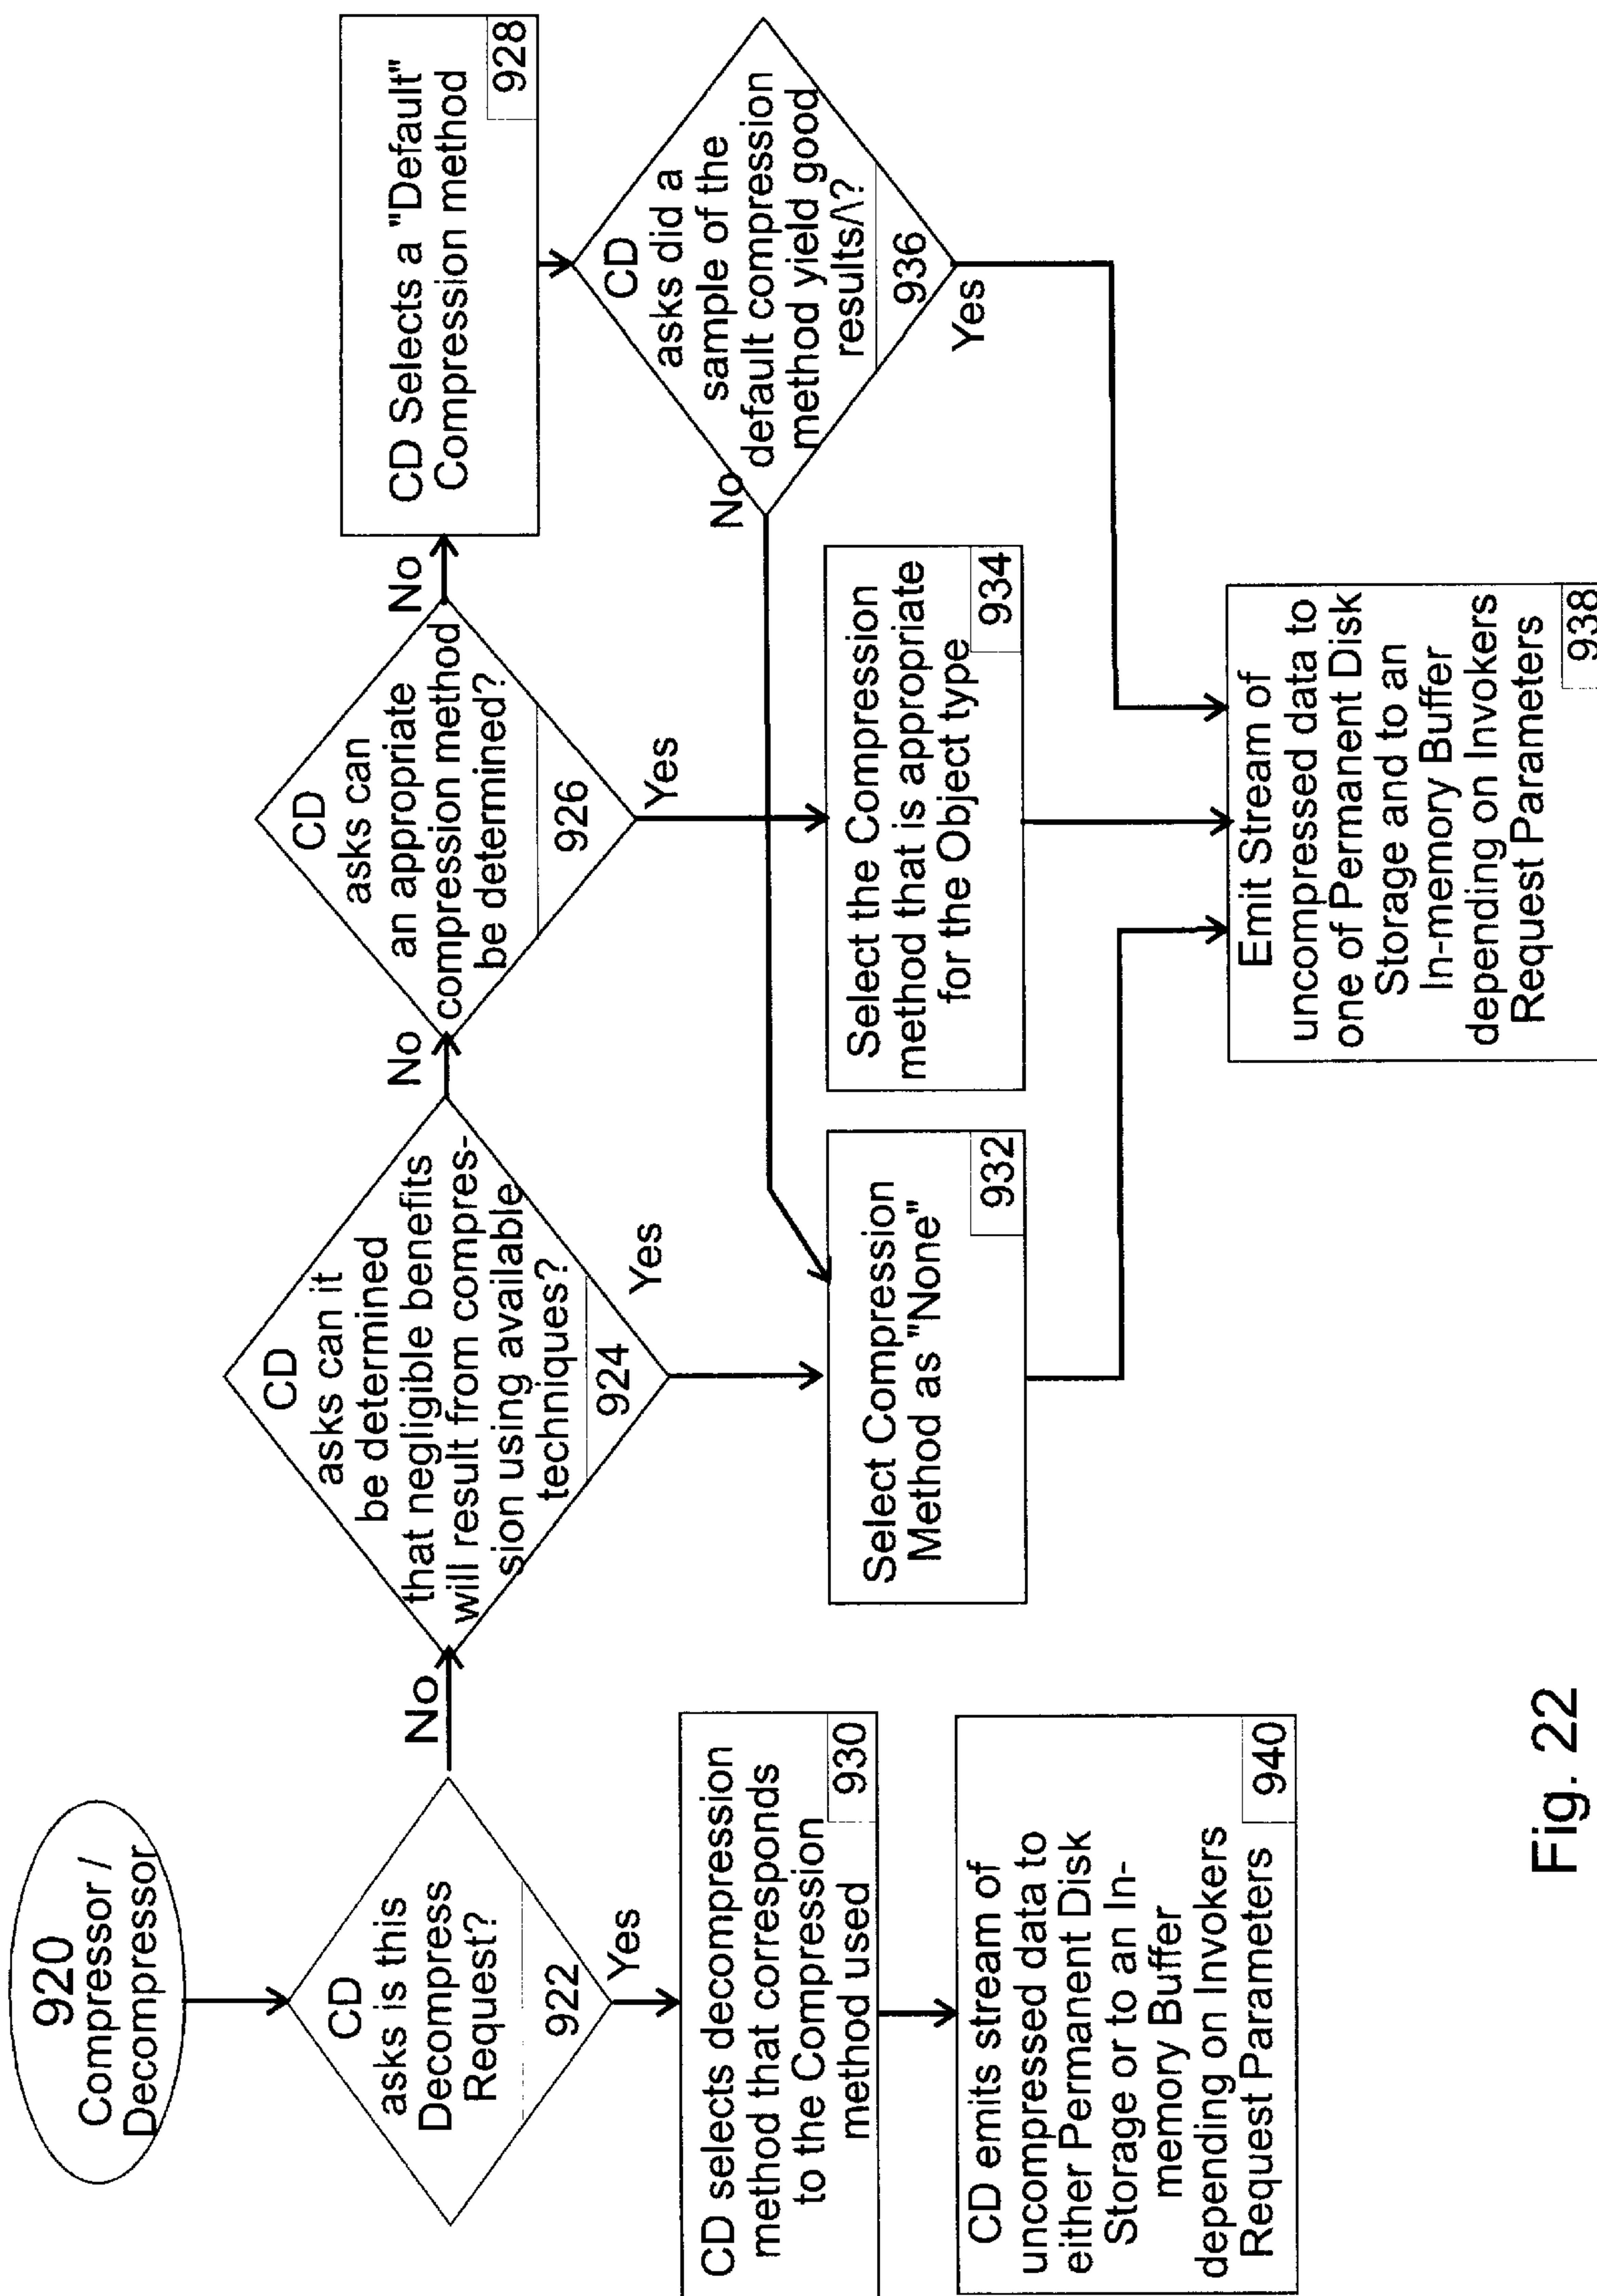 920
Compressor /
Decompressor
CD
asks is this
Decompress
Request?
922
No
Yes
CD selects decompression
method that corresponds
to the Compression
method used
930
CD emits stream of
uncompressed data to
either Permanent Disk
Storage or to an In-
memory Buffer
depending on Invokers
Request Parameters
940
CD
asks can it
be determined
that negligible benefits
will result from compres-
sion using available
techniques?
924
No
Yes
Select Compression
Method as "None"
932
CD
asks can
an appropriate
compression method
be determined?
926
No
Yes
Select the Compression
method that is appropriate
for the Object type
934
CD Selects a "Default"
Compression method
928
CD
asks did a
sample of the
default compression
method yield good
results/\?
936
No
Yes
Emit Stream of
uncompressed data to
one of Permanent Disk
Storage and to an
In-memory Buffer
depending on Invokers
Request Parameters
938
Fig. 22